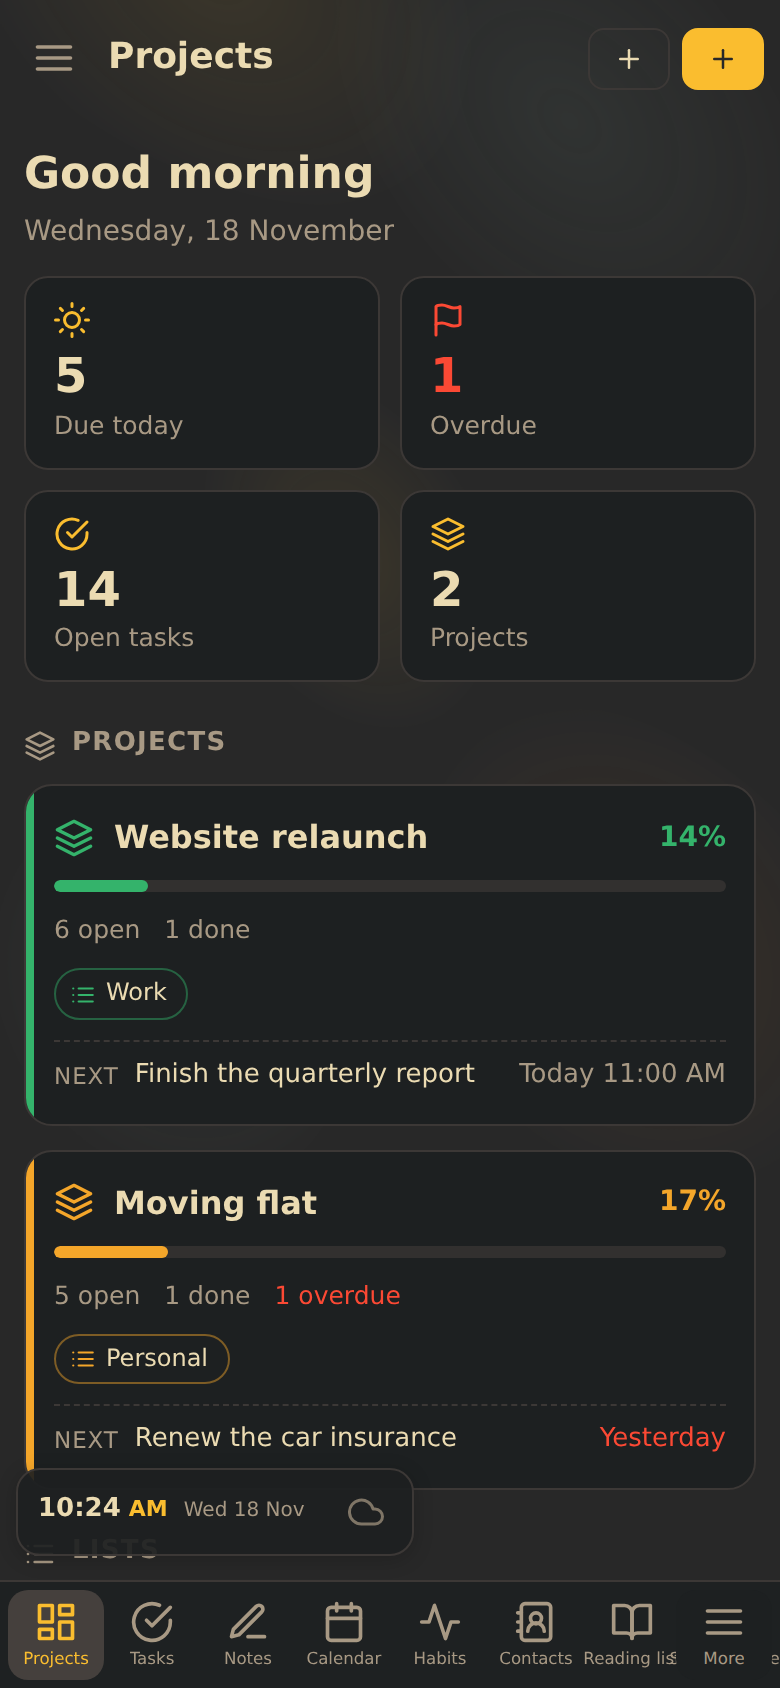 Projects
Good morning
Wednesday, 18 November
5
Due today
1
Overdue
14
Open tasks
2
Projects
PROJECTS
Website relaunch 14%
6 open 1 done
Work
NEXT Finish the quarterly report Today 11:00 AM
Moving flat 17%
5 open 1 done 1 overdue
Personal
NEXT Renew the car insurance Yesterday
10:24 AM Wed 18 Nov
LISTS
Projects Tasks Notes Calendar Habits Contacts Reading lis More